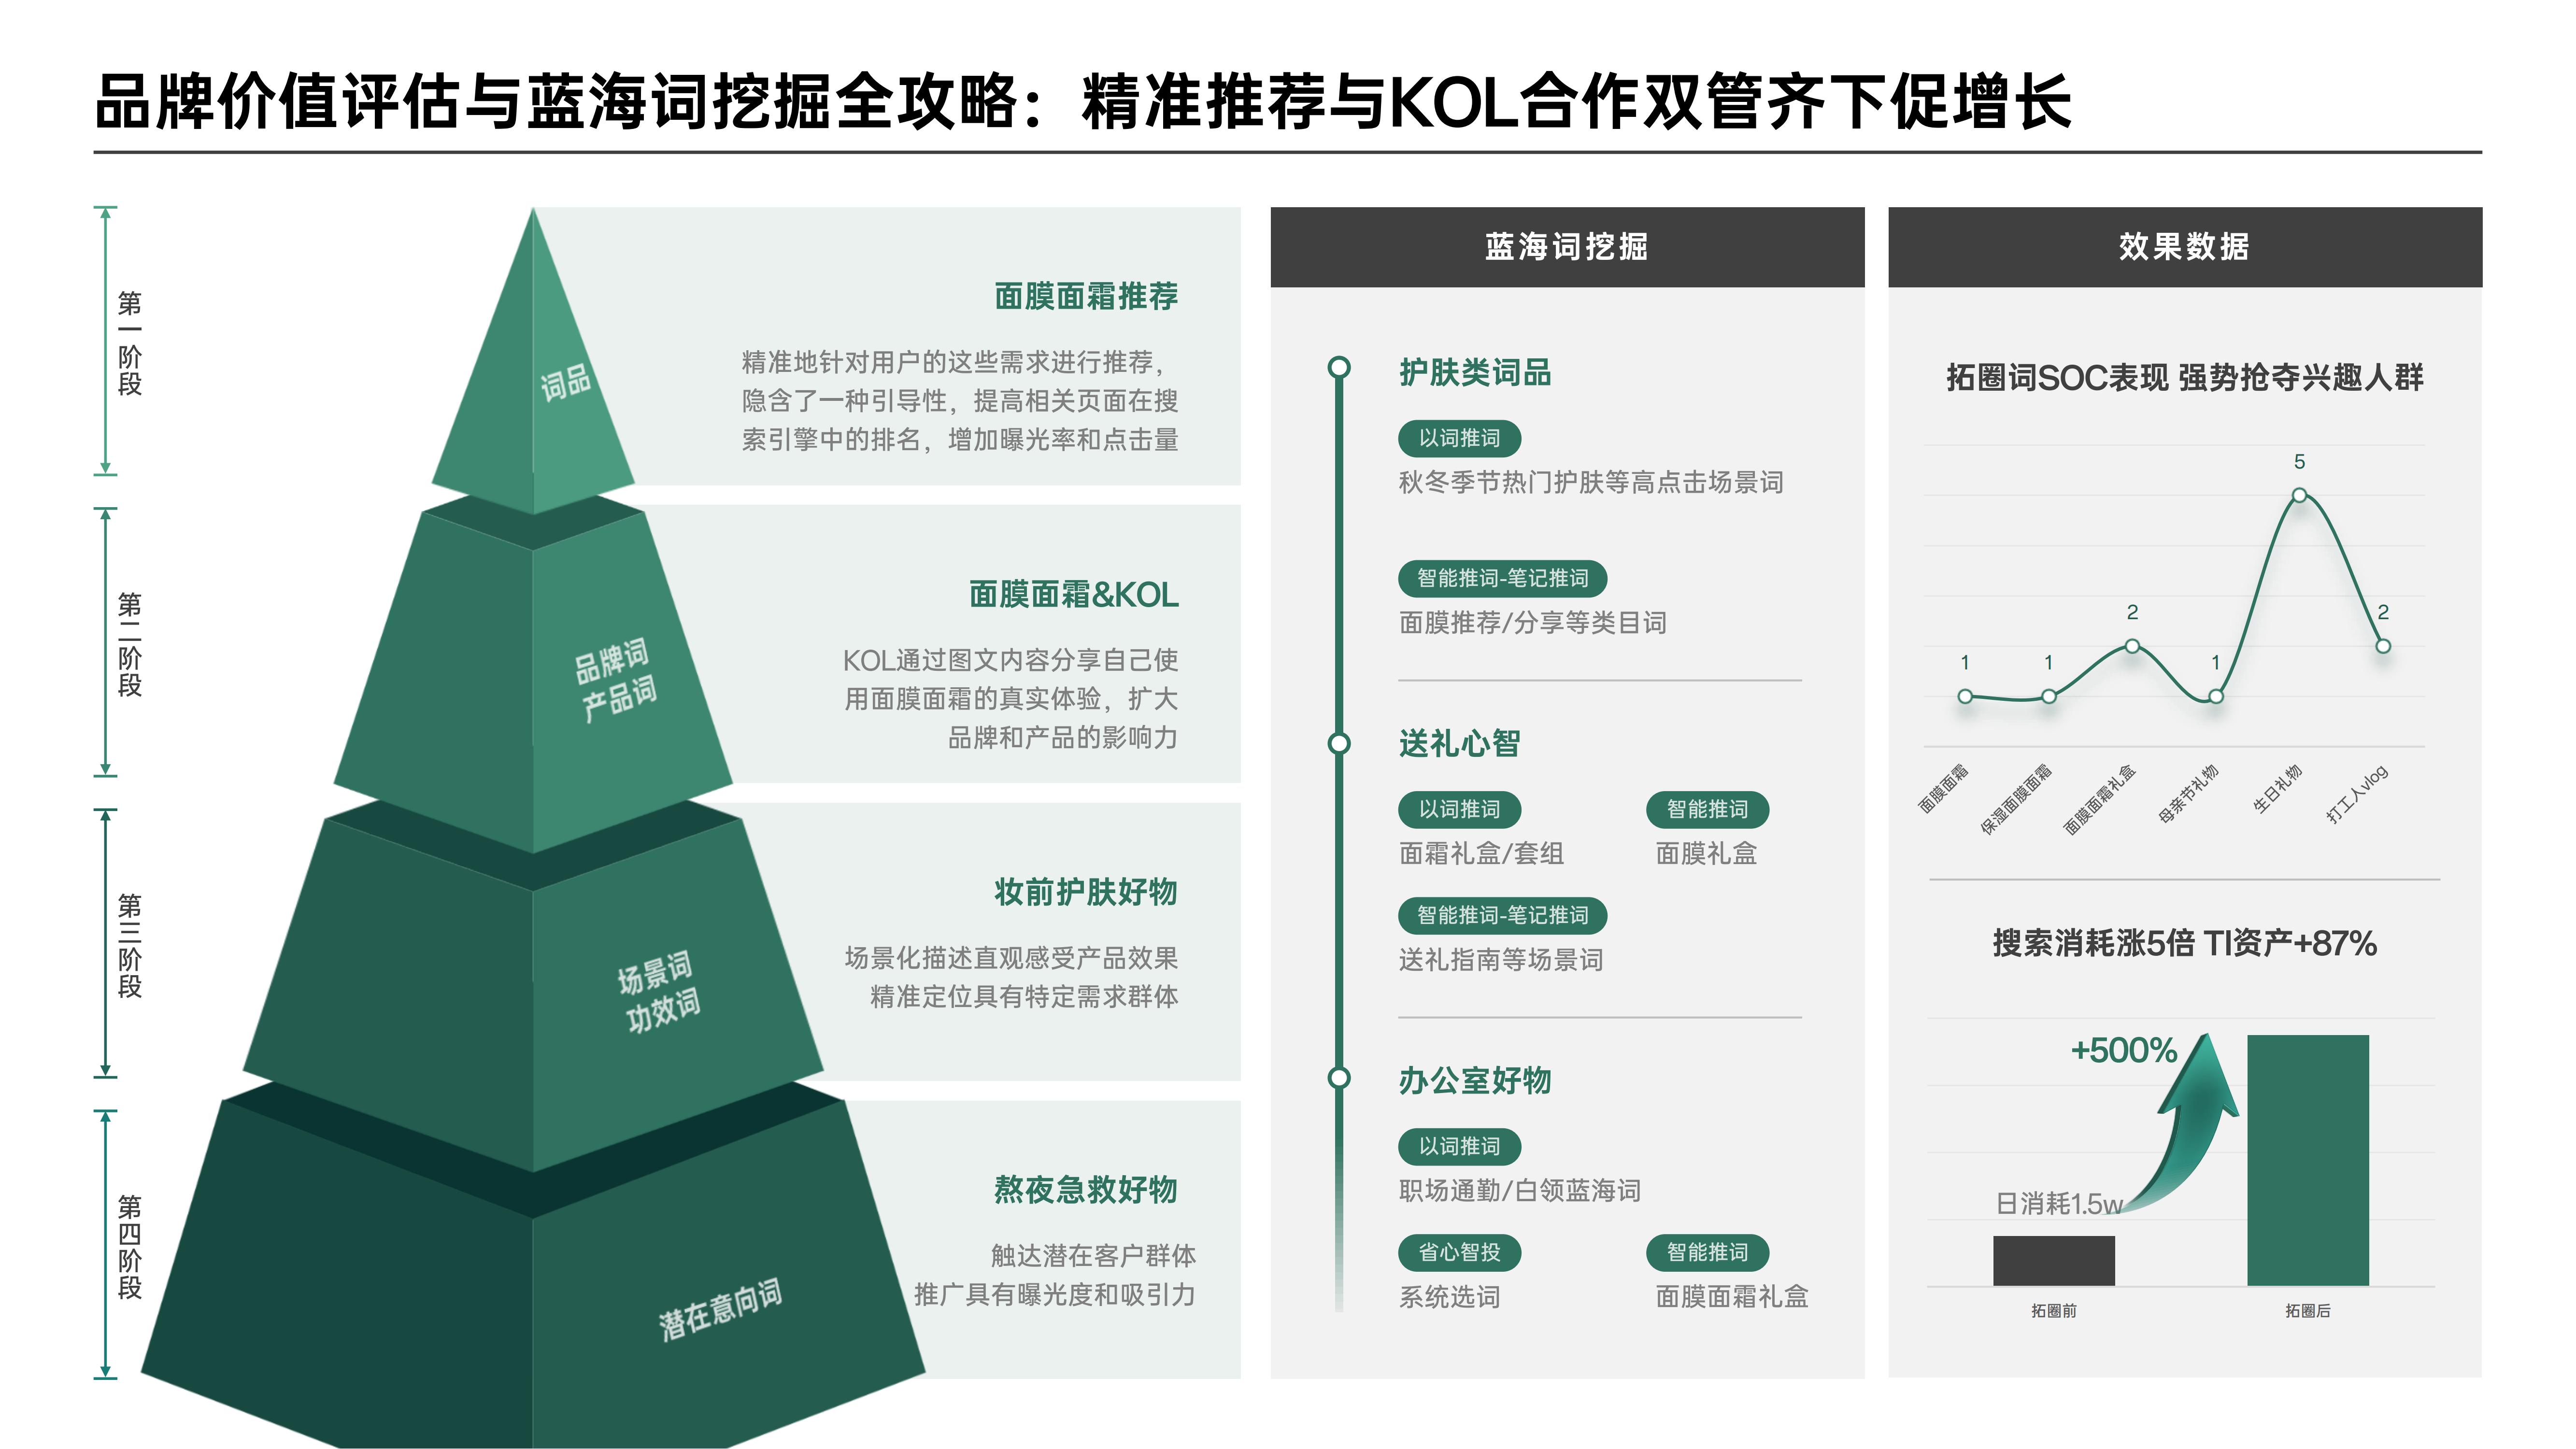 品牌价值评估与蓝海词挖掘全攻略：精准推荐与KOL合作双管齐下促增长
第一阶段
词品
面膜面霜推荐
精准地针对用户的这些需求进行推荐，
隐含了一种引导性，提高相关页面在搜
索引擎中的排名，增加曝光率和点击量
第二阶段
品牌词
产品词
面膜面霜&KOL
KOL通过图文内容分享自己使
用面膜面霜的真实体验，扩大
品牌和产品的影响力
第三阶段
场景词
功效词
妆前护肤好物
场景化描述直观感受产品效果
精准定位具有特定需求群体
第四阶段
潜在意向词
熬夜急救好物
触达潜在客户群体
推广具有曝光度和吸引力
蓝海词挖掘
护肤类词品
以词推词
秋冬季节热门护肤等高点击场景词
智能推词-笔记推词
面膜推荐/分享等类目词
送礼心智
以词推词
智能推词
面霜礼盒/套组
面膜礼盒
智能推词-笔记推词
送礼指南等场景词
办公室好物
以词推词
职场通勤/白领蓝海词
省心智投
智能推词
系统选词
面膜面霜礼盒
效果数据
拓圈词SOC表现 强势抢夺兴趣人群
1
1
2
1
5
2
面膜面霜
保湿面膜面霜
面膜面霜礼盒
母亲节礼物
生日礼物
打工人vlog
搜索消耗涨5倍 TI资产+87%
+500%
日消耗1.5w
拓圈前
拓圈后